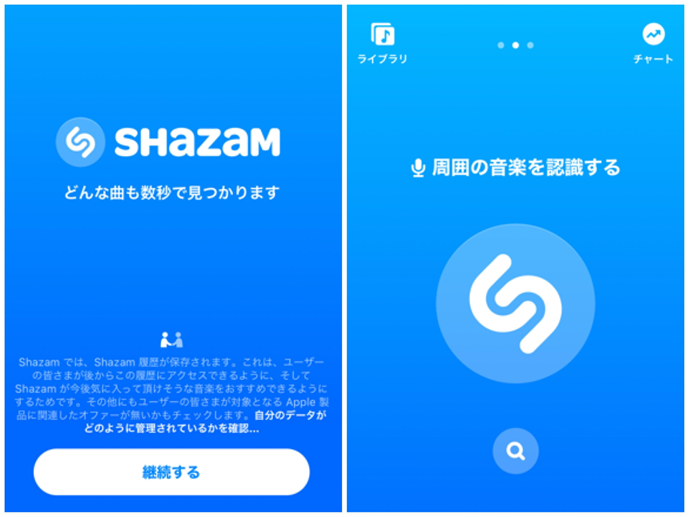 SHAZAM
どんな曲も数秒で見つかります
Shazam では、Shazam 履歴が保存されます。これは、ユーザー
の皆さまが後からこの履歴にアクセスできるように、そして
Shazam が今後気に入って頂けそうな音楽をおすすめできるように
するためです。その他にもユーザーの皆さまが対象となる Apple 製
品に関連したオファーが無いかもチェックします。自分のデータが
どのように管理されているかを確認...
継続する
ライブラリ
チャート
周囲の音楽を認識する